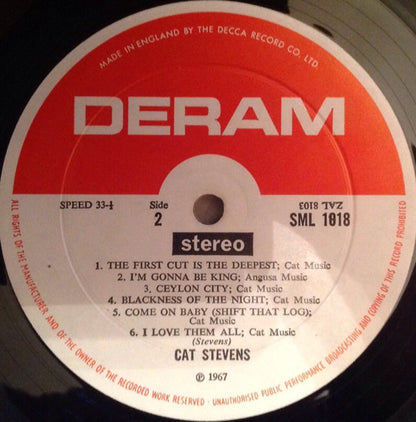 MADE IN ENGLAND BY THE DECCA RECORD CO. LTD.
DERAM
SPEED 33-⅓
Side
2
ZAL 8103
SML 1018
stereo
1. THE FIRST CUT IS THE DEEPEST; Cat Music
2. I'M GONNA BE KING; Angusa Music
3. CEYLON CITY; Cat Music
4. BLACKNESS OF THE NIGHT; Cat Music
5. COME ON BABY (SHIFT THAT LOG);
Cat Music
6. I LOVE THEM ALL; Cat Music
(Stevens)
CAT STEVENS
℗ 1967
ALL RIGHTS OF THE MANUFACTURER AND OF THE OWNER OF THE RECORDED WORK RESERVED · UNAUTHORISED PUBLIC PERFORMANCE BROADCASTING AND COPYING OF THIS RECORD PROHIBITED